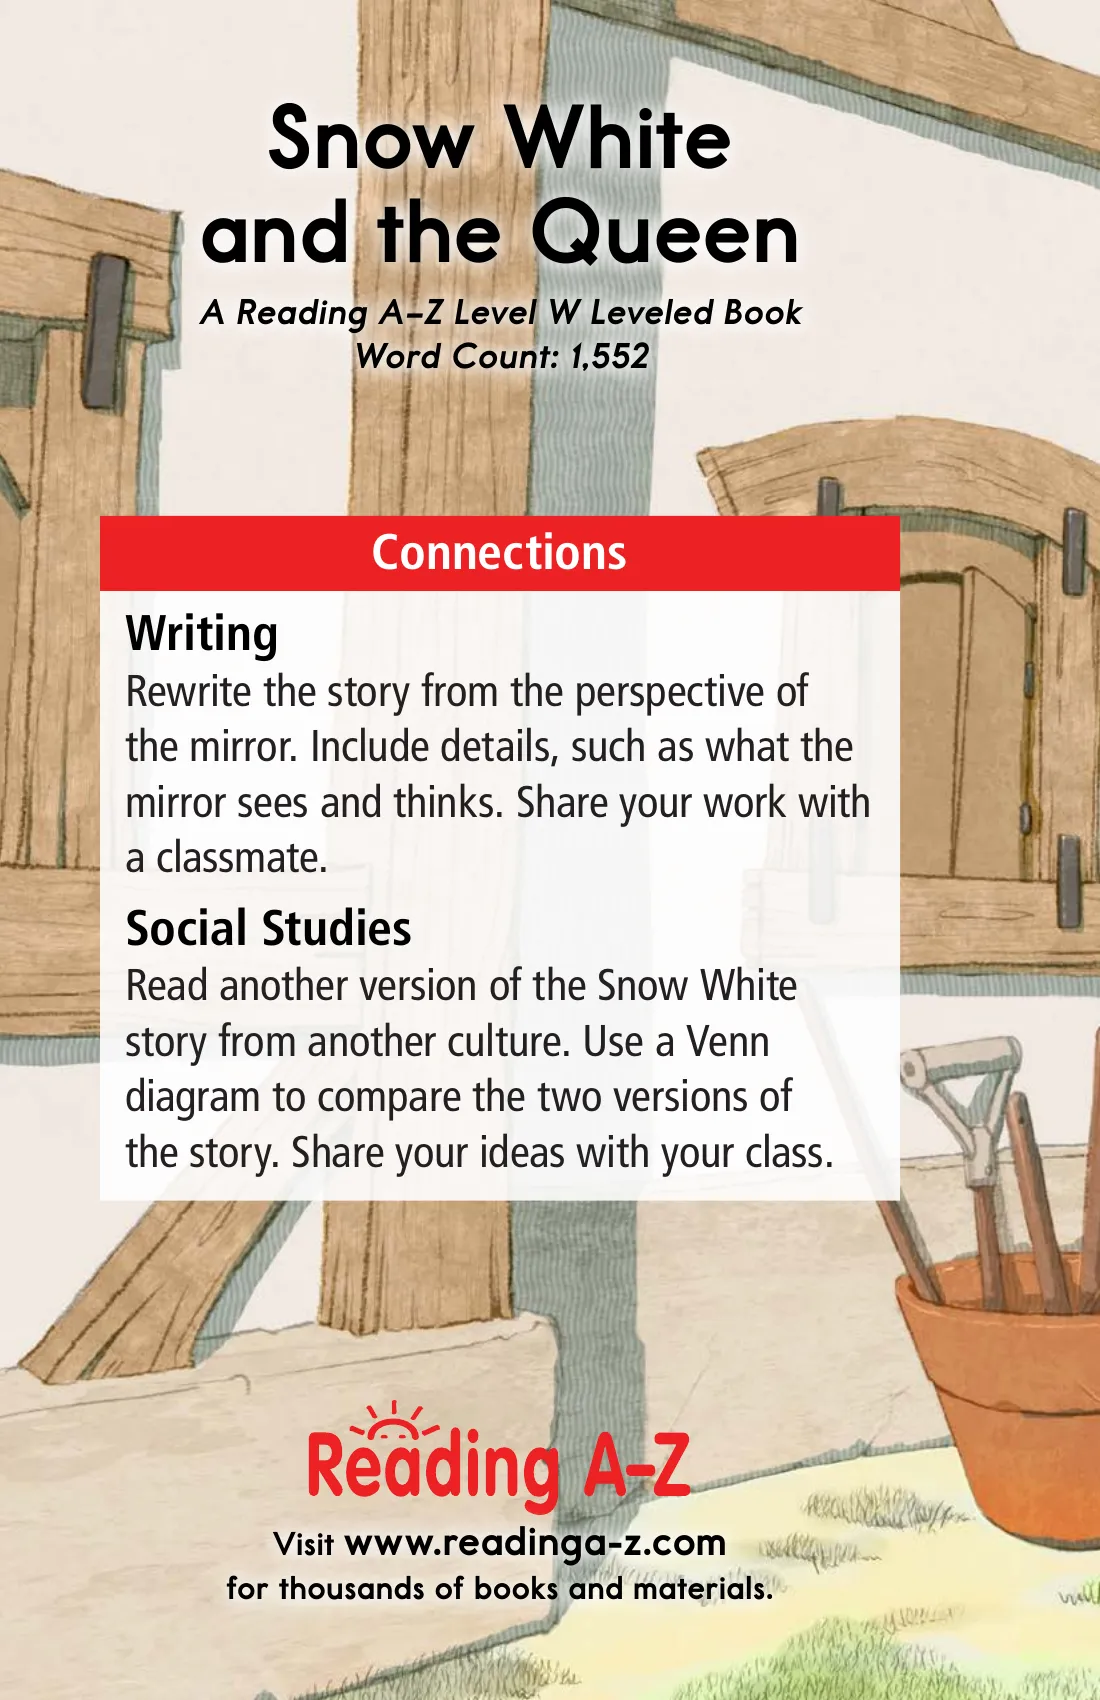 Snow White
and the Queen
A Reading A–Z Level W Leveled Book
Word Count: 1,552
Connections
Writing
Rewrite the story from the perspective of
the mirror. Include details, such as what the
mirror sees and thinks. Share your work with
a classmate.
Social Studies
Read another version of the Snow White
story from another culture. Use a Venn
diagram to compare the two versions of
the story. Share your ideas with your class.
Reading A–Z
Visit www.readinga-z.com
for thousands of books and materials.